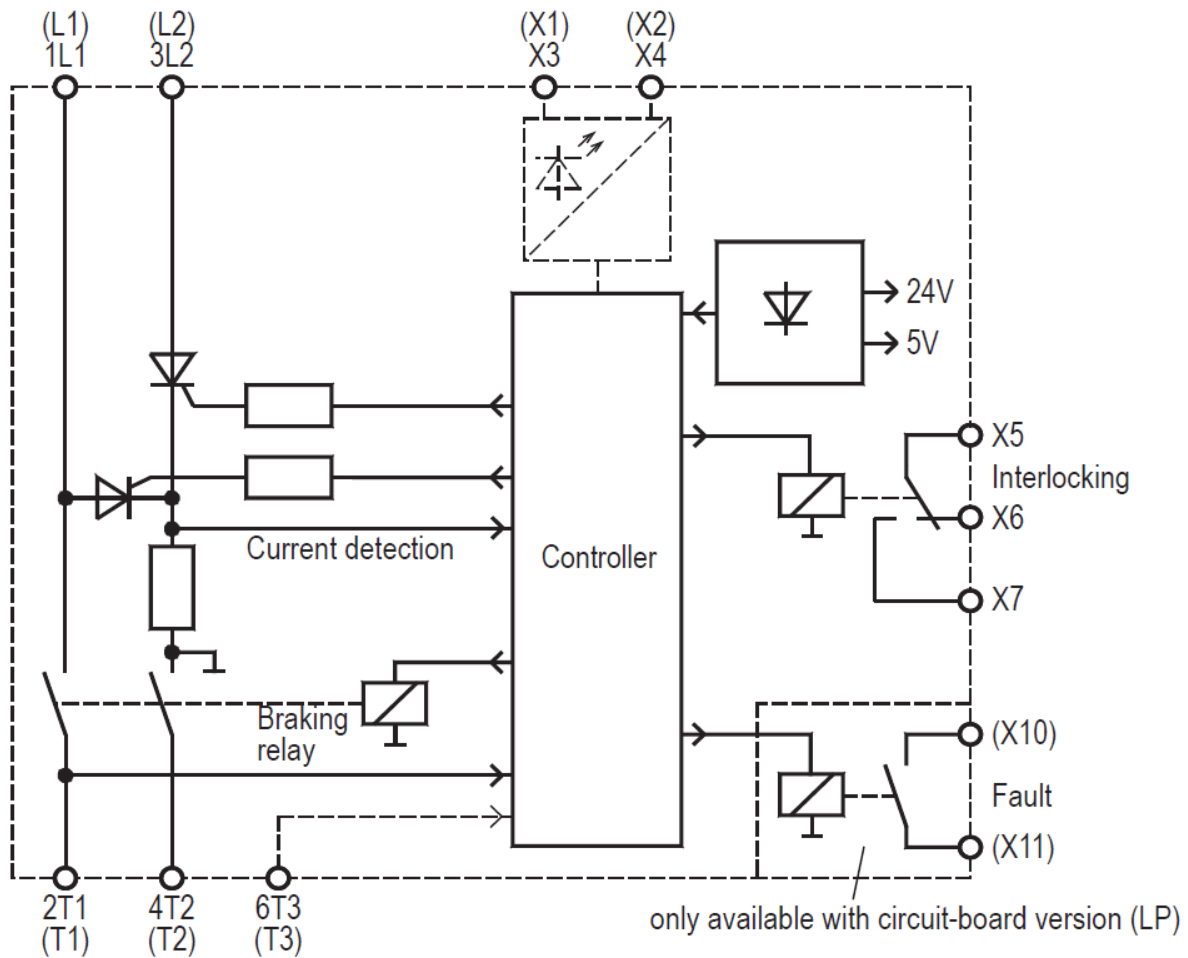 (L1) (L2) (X1) (X2)
1L1 3L2 X3 X4
24V
5V
X5
Interlocking
X6
Current detection
Controller
X7
Braking
relay
(X10)
Fault
(X11)
2T1 4T2 6T3
(T1) (T2) (T3)
only available with circuit-board version (LP)